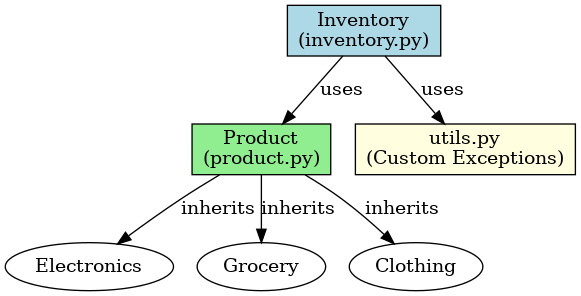 Inventory
(inventory.py)
uses
uses
Product
(product.py)
utils.py
(Custom Exceptions)
inherits
inherits
inherits
Electronics
Grocery
Clothing